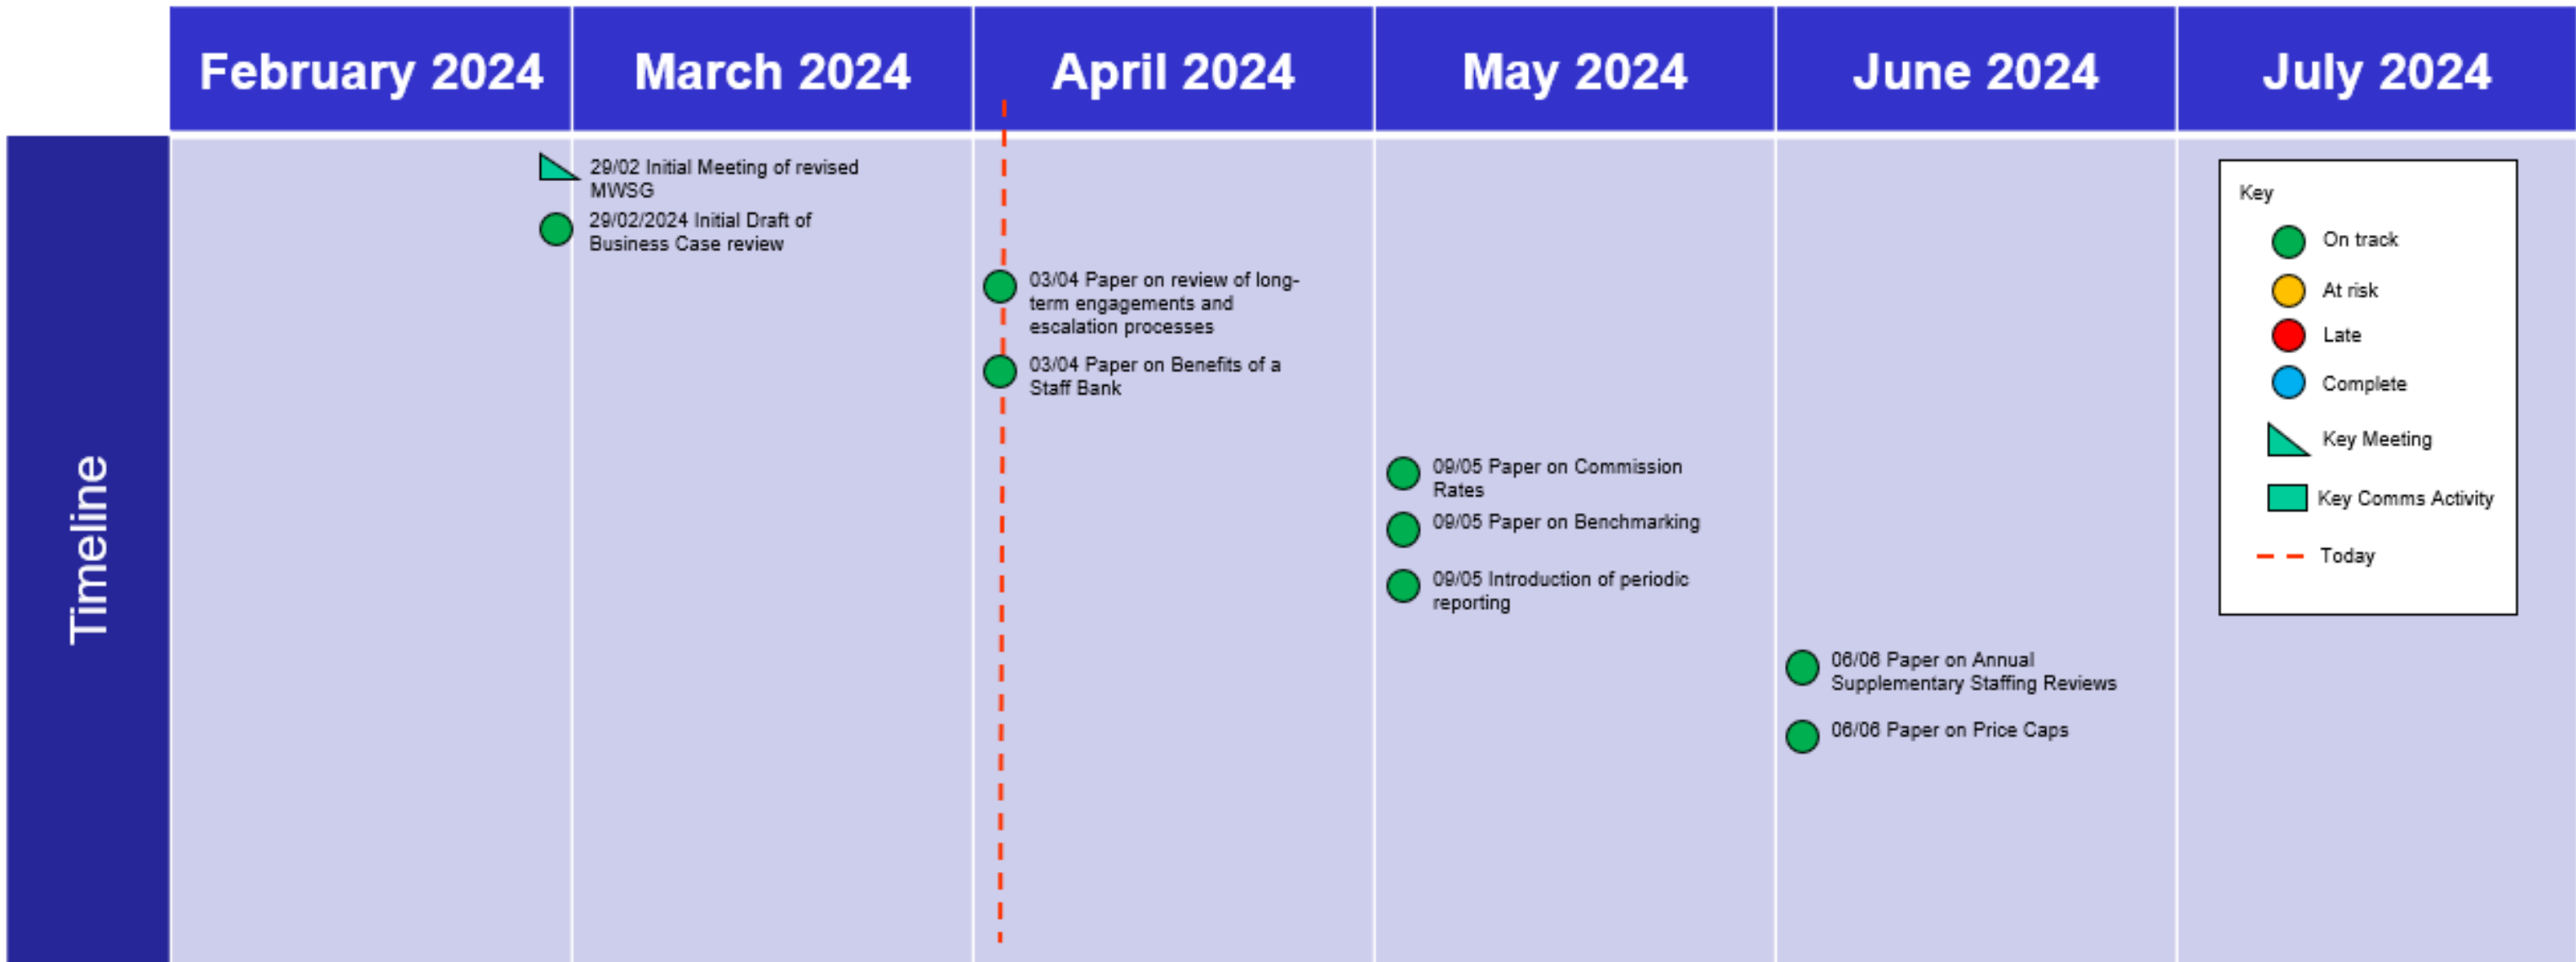 February 2024
March 2024
April 2024
May 2024
June 2024
July 2024
Timeline
29/02 Initial Meeting of revised
MWSG
29/02/2024 Initial Draft of
Business Case review
03/04 Paper on review of long-
term engagements and
escalation processes
03/04 Paper on Benefits of a
Staff Bank
09/05 Paper on Commission
Rates
09/05 Paper on Benchmarking
09/05 Introduction of periodic
reporting
06/06 Paper on Annual
Supplementary Staffing Reviews
06/06 Paper on Price Caps
Key
On track
At risk
Late
Complete
Key Meeting
Key Comms Activity
Today